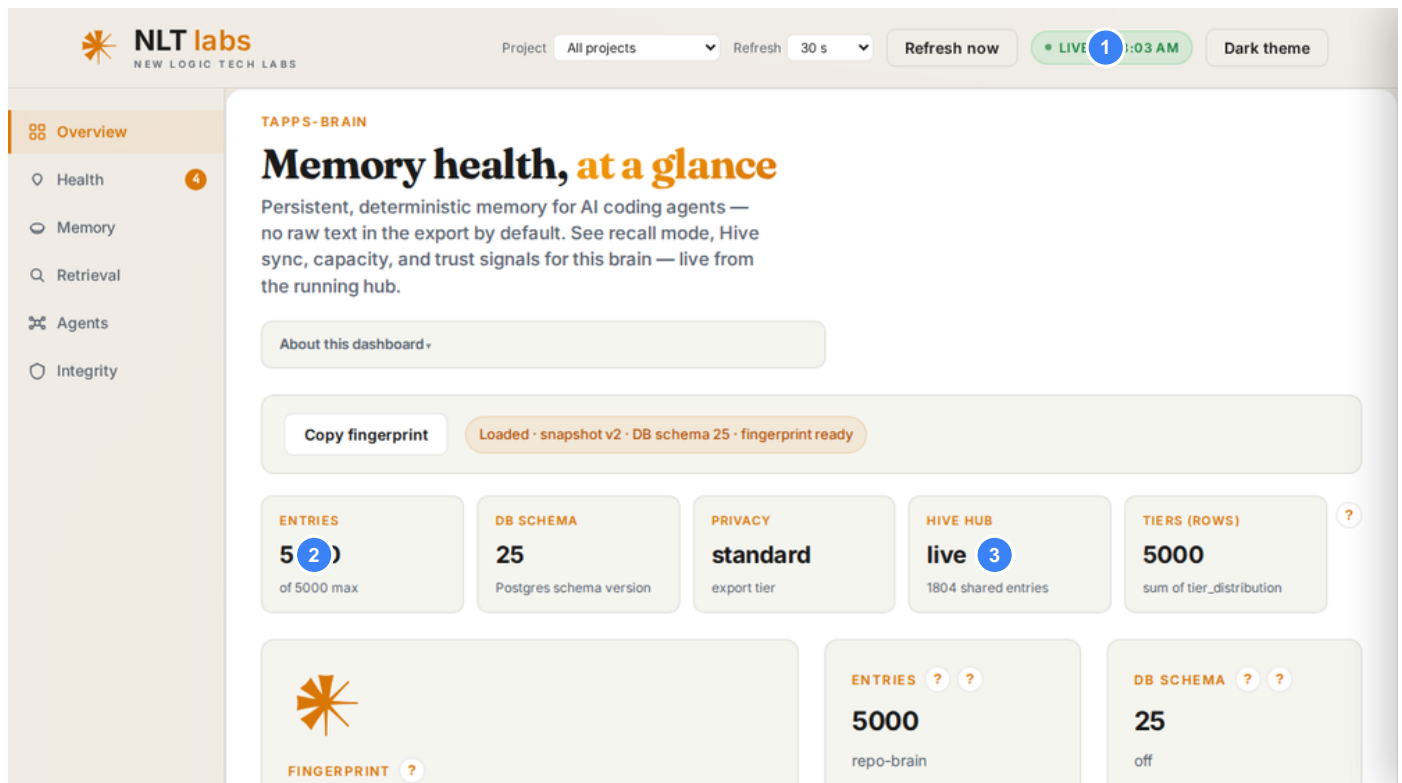 NLT labs
NEW LOGIC TECH LABS
Project All projects Refresh 30 s Refresh now LIVE 1 :03 AM Dark theme
Overview
Health 4
Memory
Retrieval
Agents
Integrity
TAPPS-BRAIN
Memory health, at a glance
Persistent, deterministic memory for AI coding agents —
no raw text in the export by default. See recall mode, Hive
sync, capacity, and trust signals for this brain — live from
the running hub.
About this dashboard ▾
Copy fingerprint Loaded · snapshot v2 · DB schema 25 · fingerprint ready
ENTRIES
2
of 5000 max
DB SCHEMA
25
Postgres schema version
PRIVACY
standard
export tier
HIVE HUB
live 3
1804 shared entries
TIERS (ROWS)
5000
sum of tier_distribution
?
FINGERPRINT ?
ENTRIES ? ?
5000
repo-brain
DB SCHEMA ? ?
25
off